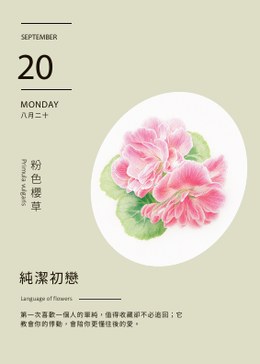 SEPTEMBER
20
MONDAY
八月二十
粉色櫻草
Primula vulgaris
純潔初戀
Language of flowers
第一次喜歡一個人的單純，值得收藏卻不必追回；它
教會你的悸動，會陪你更懂往後的愛。